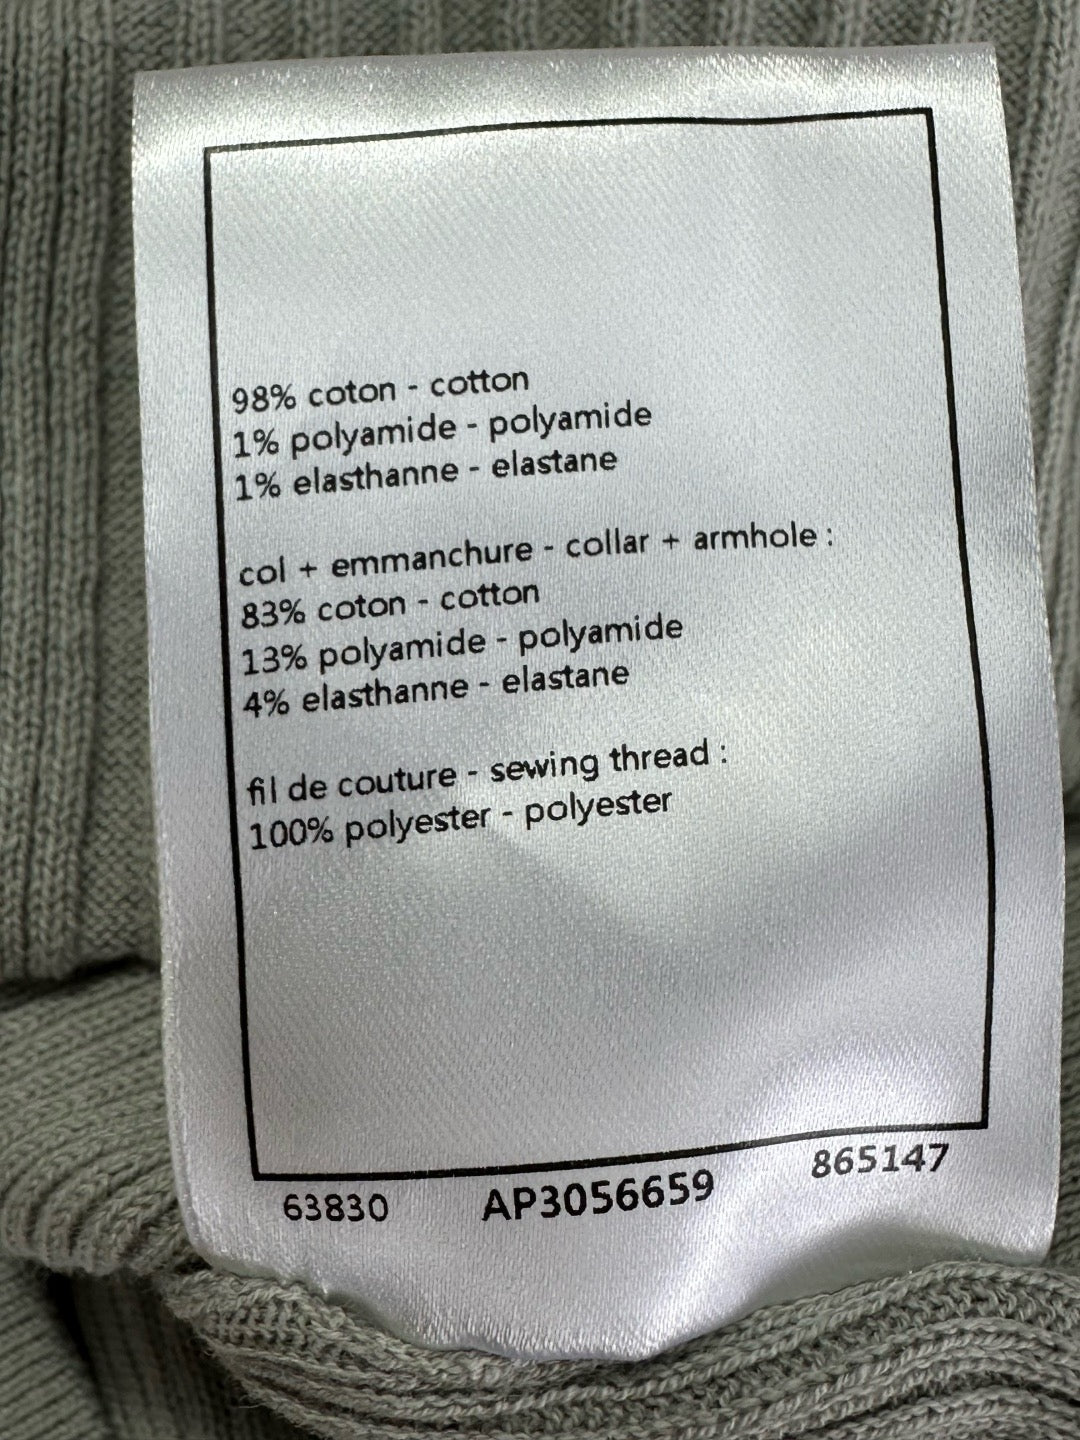 98% coton - cotton
1% polyamide - polyamide
1% elasthanne - elastane
col + emmanchure - collar + armhole :
83% coton - cotton
13% polyamide - polyamide
4% elasthanne - elastane
fil de couture - sewing thread :
100% polyester - polyester
63830 AP3056659 865147